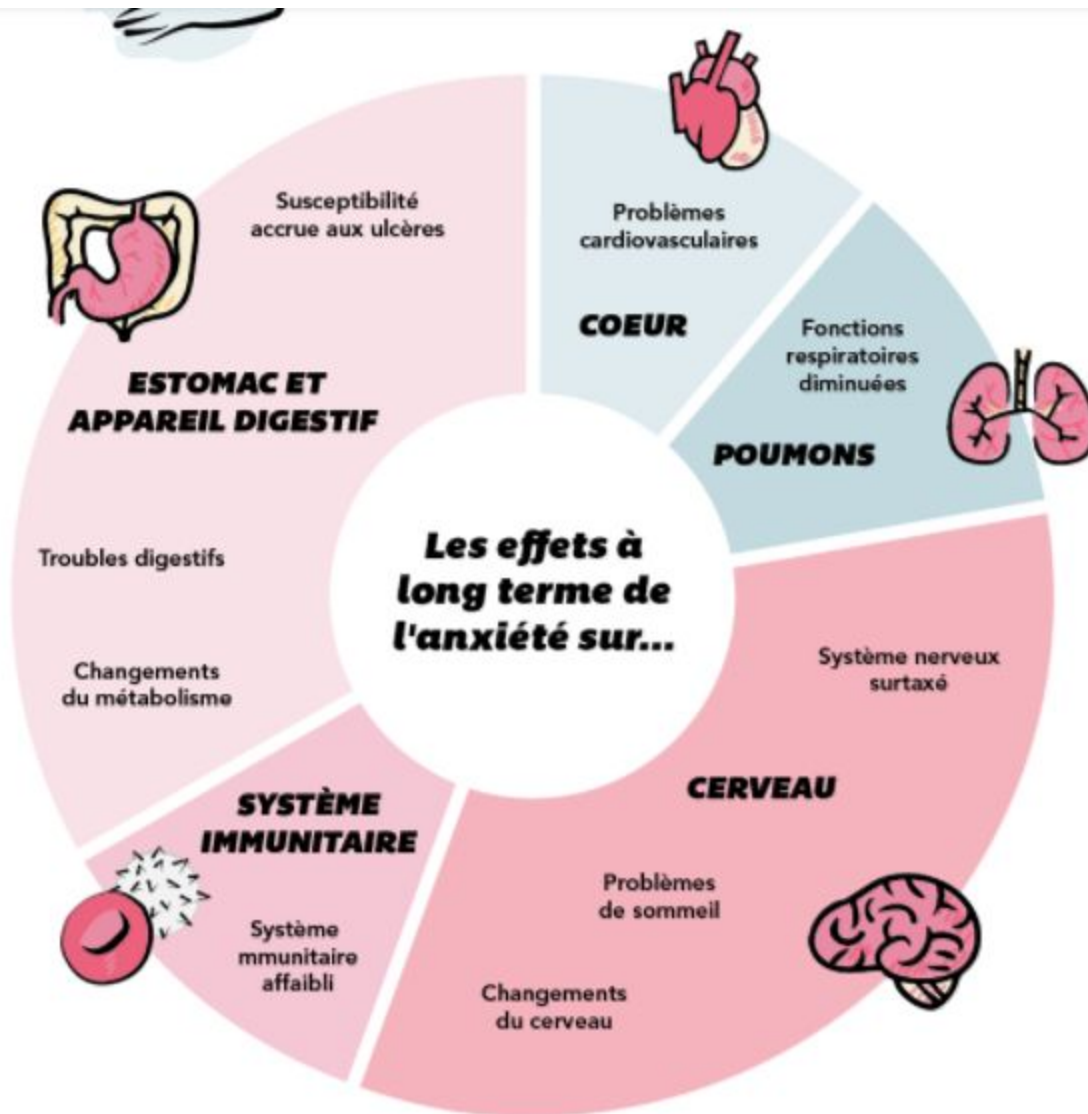 Les effets à
long terme de
l'anxiété sur...
Problèmes
cardiovasculaires
COEUR
Fonctions
respiratoires
diminuées
POUMONS
Système nerveux
surtaxé
CERVEAU
Problèmes
de sommeil
Changements
du cerveau
SYSTÈME
IMMUNITAIRE
Système
mmunitaire
affaibli
Susceptibilité
accrue aux ulcères
ESTOMAC ET
APPAREIL DIGESTIF
Troubles digestifs
Changements
du métabolisme